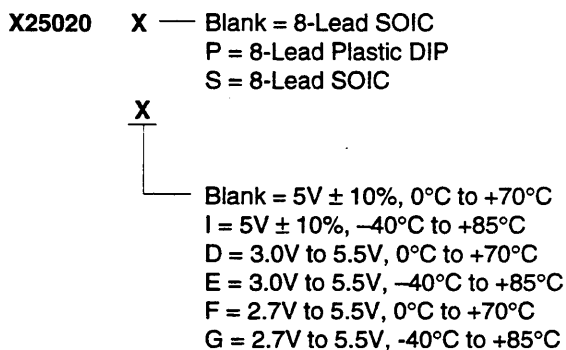 X25020 X — Blank = 8-Lead SOIC
P = 8-Lead Plastic DIP
S = 8-Lead SOIC
X
Blank = 5V ± 10%, 0°C to +70°C
I = 5V ± 10%, –40°C to +85°C
D = 3.0V to 5.5V, 0°C to +70°C
E = 3.0V to 5.5V, –40°C to +85°C
F = 2.7V to 5.5V, 0°C to +70°C
G = 2.7V to 5.5V, -40°C to +85°C